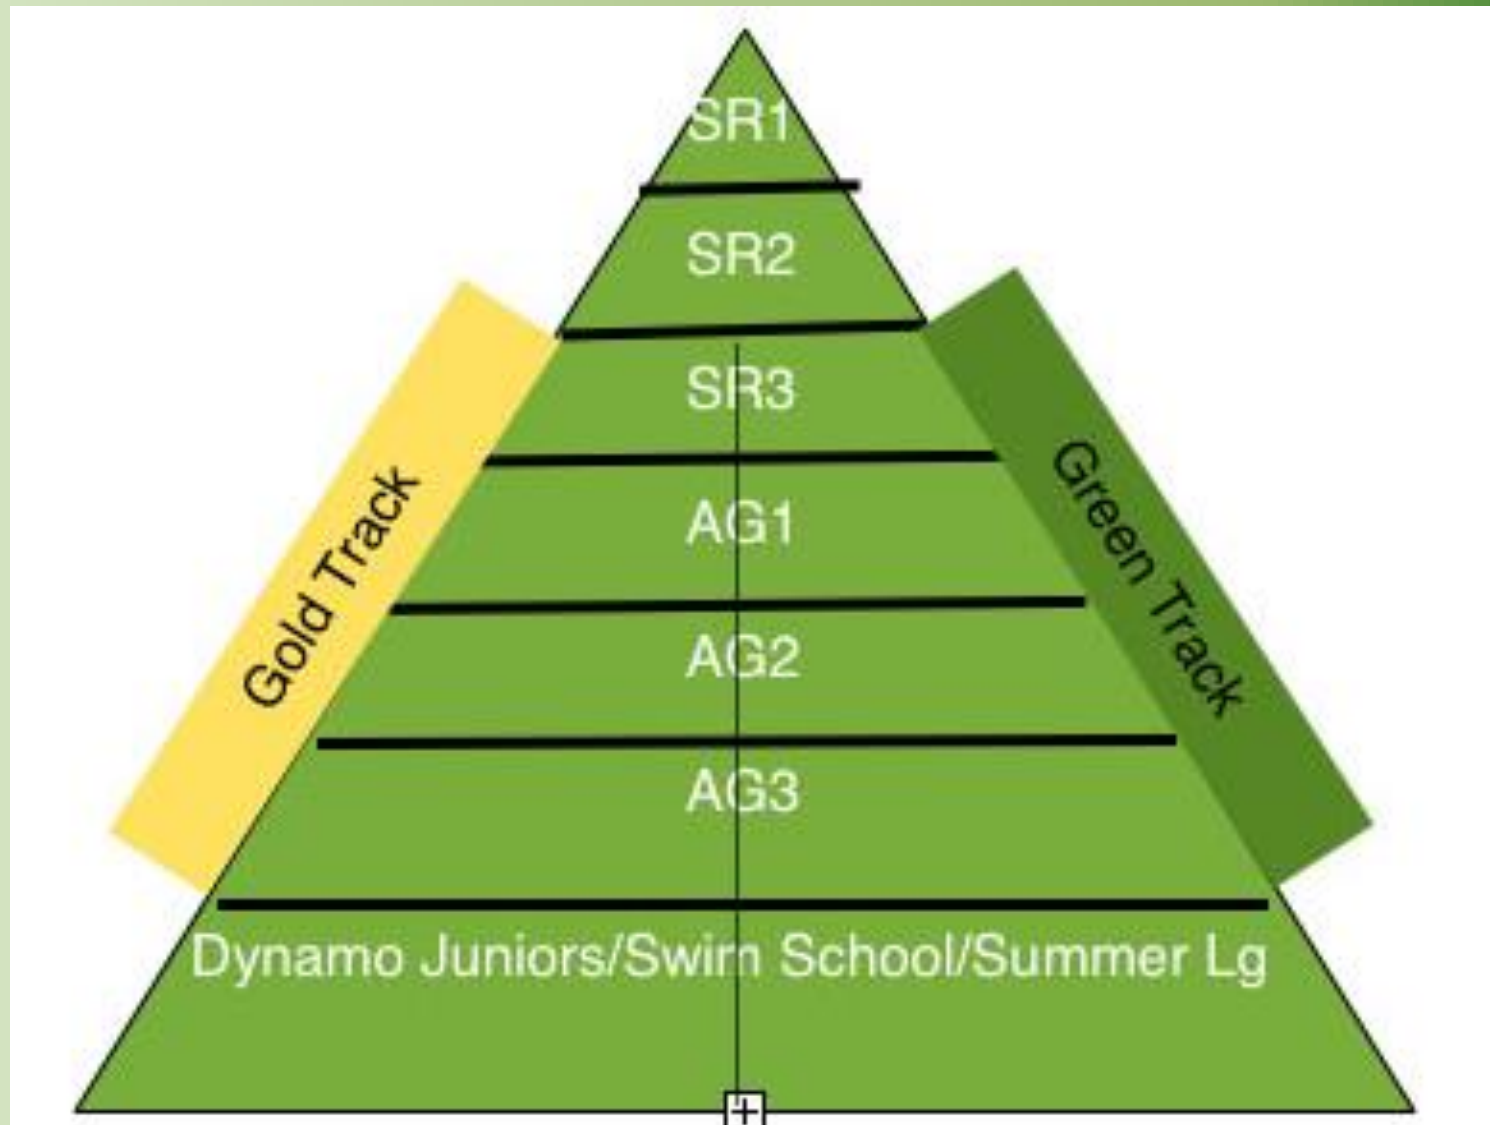 SR1
SR2
SR3
AG1
AG2
AG3
Dynamo Juniors/Swim School/Summer Lg
Gold Track
Green Track